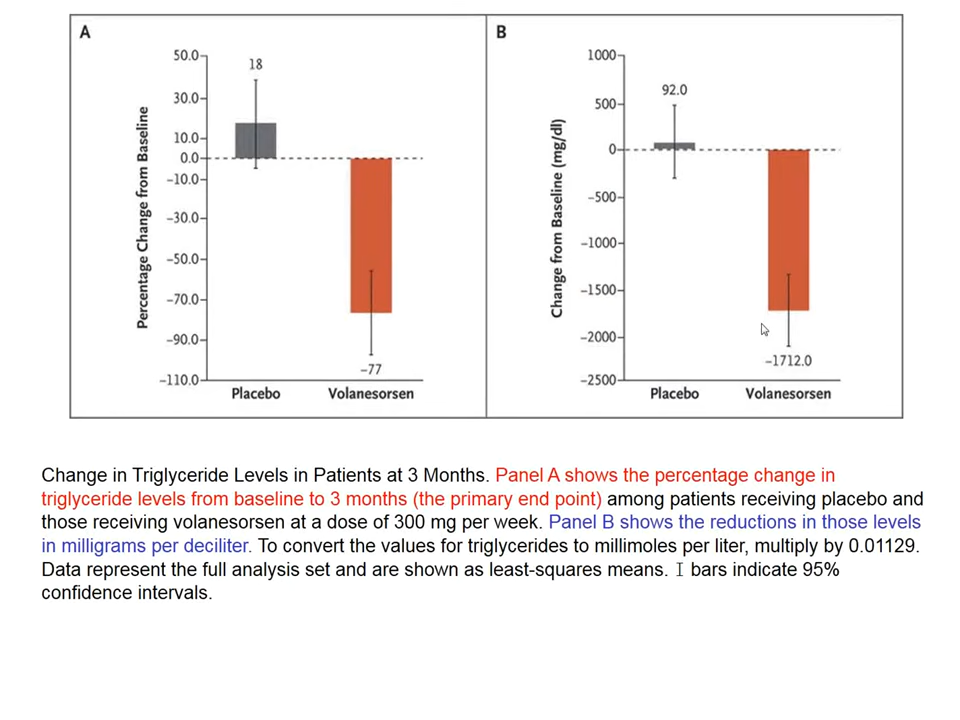 A
Percentage Change from Baseline
50.0
30.0
10.0
0.0
−10.0
−30.0
−50.0
−70.0
−90.0
−110.0
18
−77
Placebo Volanesorsen
B
Change from Baseline (mg/dl)
1000
500
0
−500
−1000
−1500
−2000
−2500
92.0
−1712.0
Placebo Volanesorsen
Change in Triglyceride Levels in Patients at 3 Months. Panel A shows the percentage change in
triglyceride levels from baseline to 3 months (the primary end point) among patients receiving placebo and
those receiving volanesorsen at a dose of 300 mg per week. Panel B shows the reductions in those levels
in milligrams per deciliter. To convert the values for triglycerides to millimoles per liter, multiply by 0.01129.
Data represent the full analysis set and are shown as least-squares means. I bars indicate 95%
confidence intervals.